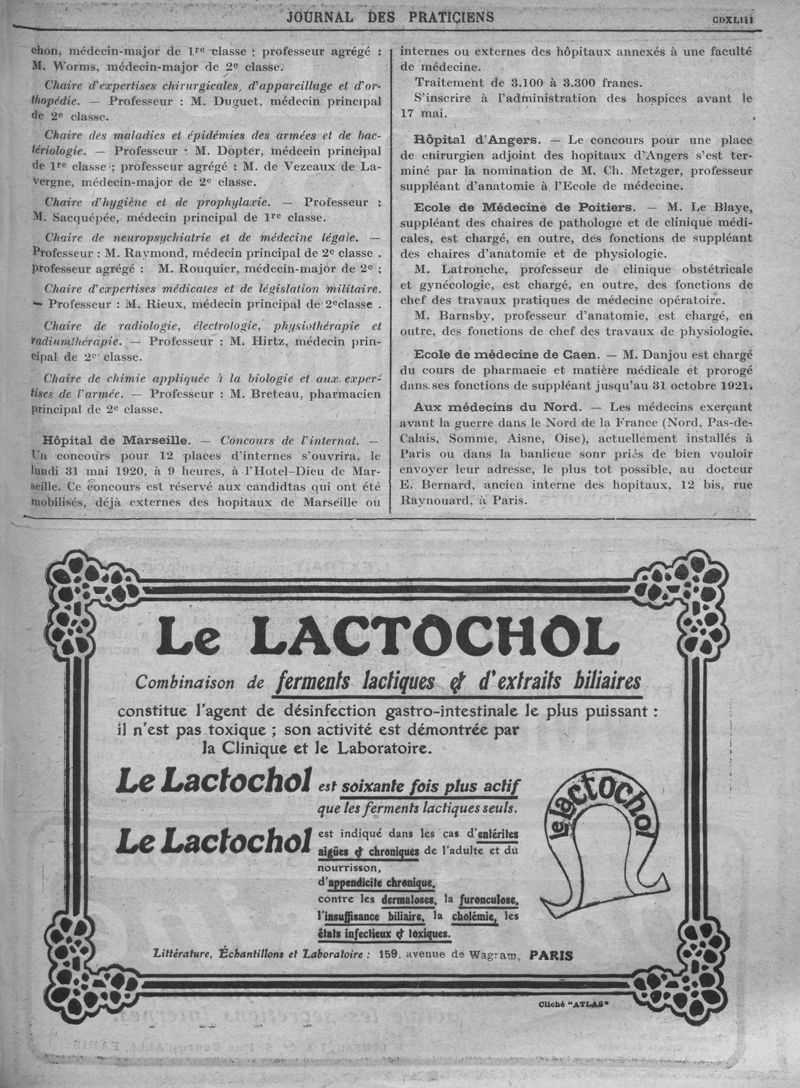 JOURNAL DES PRATIÇIENS
CDXLIII
chon, médecin-major de 1re classe ; professeur agrégé :
M. Worms, médecin-major de 2e classe.
Chaire d'expertises chirurgicales, d'appareillage et d'or-
thopédie. — Professeur : M. Duguet, médecin principal
de 2e classe.
Chaire des maladies et épidémies des armées et de bac-
tériologie. — Professeur : M. Dopter, médecin principal
de 1re classe ; professeur agrégé : M. de Vezeaux de La-
vergne, médecin-major de 2e classe.
Chaire d'hygiène et de prophylaxie. — Professeur :
M. Sacquépée, médecin principal de 1re classe.
Chaire de neuropsychiatrie et de médecine légale. —
Professeur : M. Raymond, médecin principal de 2e classe .
professeur agrégé : M. Rouquier, médecin-major de 2e ;
Chaire d'expertises médicales et de législation militaire.
— Professeur : M. Rieux, médecin principal de 2eclasse .
Chaire de radiologie, électrologie, physiothérapie et
radiumthérapie. — Professeur : M. Hirtz, médecin prin-
cipal de 2e classe.
Chaire de chimie appliquée à la biologie et aux exper-
tises de l'armée. — Professeur : M. Breteau, pharmacien
principal de 2e classe.
Hôpital de Marseille. — Concours de l'internat. —
Un concours pour 12 places d'internes s'ouvrira, le
lundi 31 mai 1920, à 9 heures, à l'Hotel-Dieu de Mar-
seille. Ce concours est réservé aux candidtas qui ont été
mobilisés, déjà externes des hopitaux de Marseille ou
internes ou externes des hôpitaux annexés à une faculté
de médecine.
Traitement de 3.100 à 3.300 francs.
S'inscrire à l'administration des hospices avant le
17 mai.
Hôpital d'Angers. — Le concours pour une place
de chirurgien adjoint des hopitaux d'Angers s'est ter-
miné par la nomination de M. Ch. Metzger, professeur
suppléant d'anatomie à l'Ecole de médecine.
Ecole de Médecine de Poitiers. — M. Le Blaye,
suppléant des chaires de pathologie et de clinique médi-
cales, est chargé, en outre, des fonctions de suppléant
des chaires d'anatomie et de physiologie.
M. Latronche, professeur de clinique obstétricale
et gynécologie, est chargé, en outre, des fonctions de
chef des travaux pratiques de médecine opératoire.
M. Barnsby, professeur d'anatomie, est chargé, en
outre, des fonctions de chef des travaux de physiologie.
Ecole de médecine de Caen. — M. Danjou est chargé
du cours de pharmacie et matière médicale et prorogé
dans.ses fonctions de suppléant jusqu'au 31 octobre 1921.
Aux médecins du Nord. — Les médecins exerçant
avant la guerre dans le Nord de la France (Nord, Pas-de-
Calais, Somme, Aisne, Oise), actuellement installés à
Paris ou dans la banlieue sonr priés de bien vouloir
envoyer leur adresse, le plus tot possible, au docteur
E. Bernard, ancien interne des hopitaux, 12 bis, rue
Raynouard, à Paris.
Le LACTOCHOL
Combinaison de ferments lactiques & d'extraits biliaires
constitue l'agent de désinfection gastro-intestinale le plus puissant :
il n'est pas toxique ; son activité est démontrée par
la Clinique et le Laboratoire.
Le Lactochol est soixante fois plus actif
que les ferments lactiques seuls.
Le Lactochol est indiqué dans les cas d'entérites
aigües & chroniques de l'adulte et du
nourrisson,
d'appendicite chronique,
contre les dermaloses, la furonculose,
l'insuffisance biliaire, la cholémie, les
états infectieux & toxiques.
le lactochol
Littérature, Échantillons et Laboratoire : 159, avenue de Wagram, PARIS
Cliché "ATLAS"